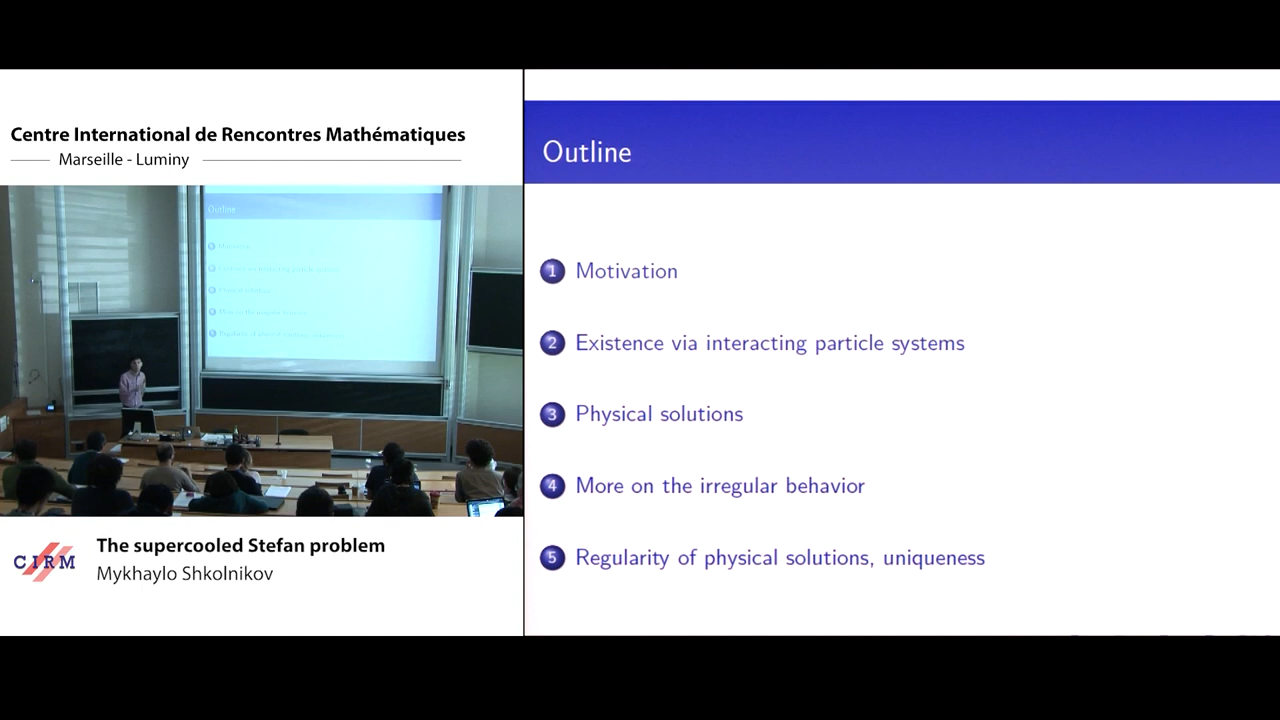 Centre International de Rencontres Mathématiques
Marseille - Luminy
Outline
CIRM
The supercooled Stefan problem
Mykhaylo Shkolnikov
Outline
1 Motivation
2 Existence via interacting particle systems
3 Physical solutions
4 More on the irregular behavior
5 Regularity of physical solutions, uniqueness